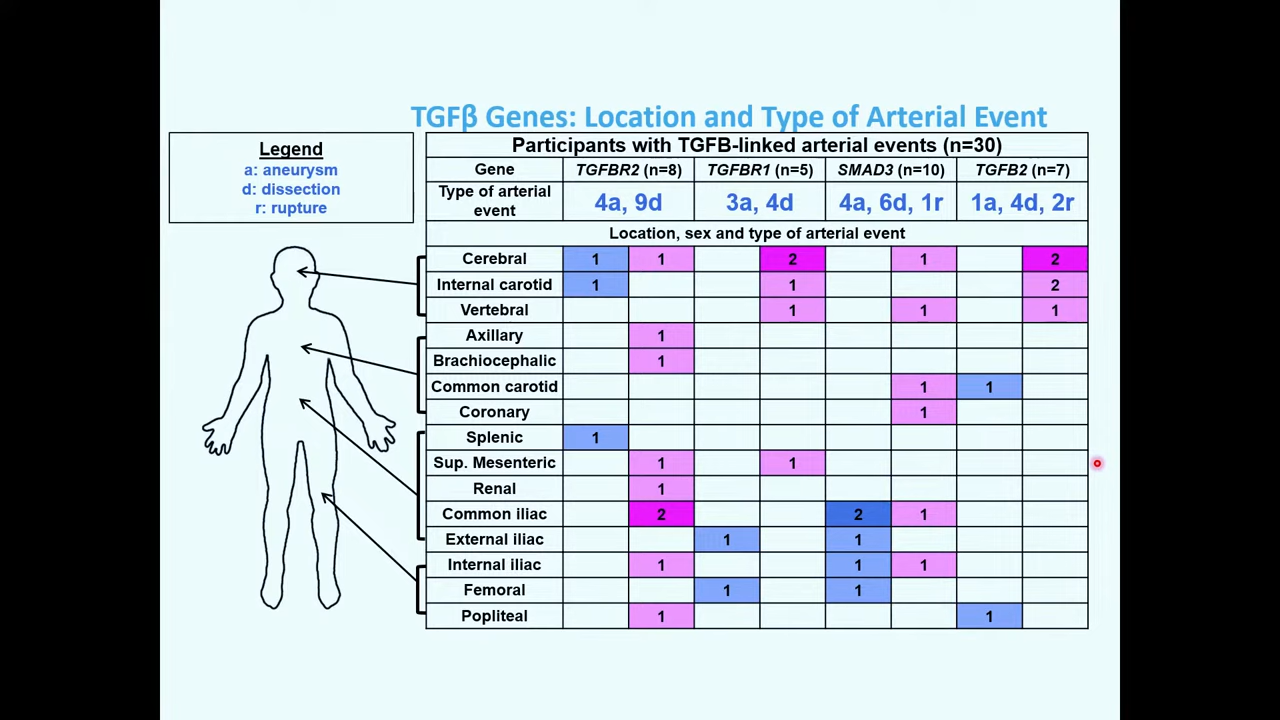 TGFβ Genes: Location and Type of Arterial Event
Legend
a: aneurysm
d: dissection
r: rupture
Participants with TGFB-linked arterial events (n=30)
Gene TGFBR2 (n=8) TGFBR1 (n=5) SMAD3 (n=10) TGFB2 (n=7)
Type of arterial event 4a, 9d 3a, 4d 4a, 6d, 1r 1a, 4d, 2r
Location, sex and type of arterial event
Cerebral 1 1 2 1 2
Internal carotid 1 1 2
Vertebral 1 1 1
Axillary 1
Brachiocephalic 1
Common carotid 1 1
Coronary 1
Splenic 1
Sup. Mesenteric 1 1
Renal 1
Common iliac 2 2 1
External iliac 1 1
Internal iliac 1 1 1
Femoral 1 1
Popliteal 1 1